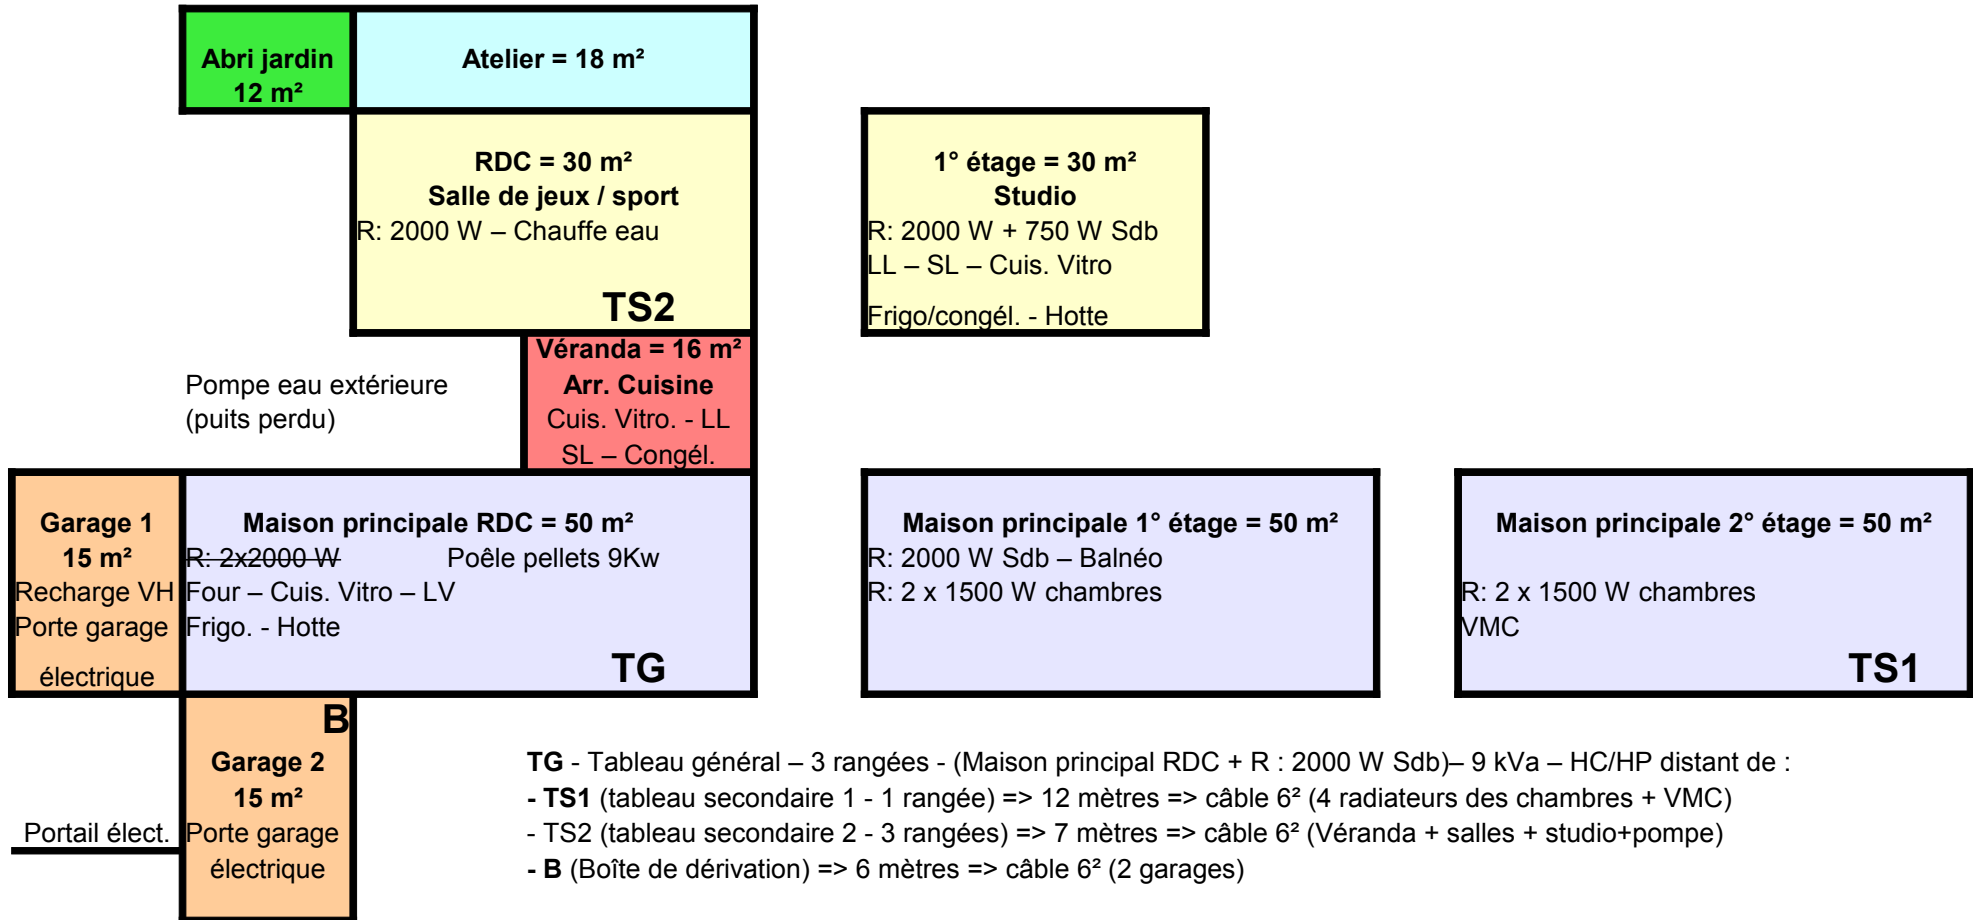 Abri jardin
12 m²
Atelier = 18 m²
RDC = 30 m²
Salle de jeux / sport
R: 2000 W – Chauffe eau
TS2
1° étage = 30 m²
Studio
R: 2000 W + 750 W Sdb
LL – SL – Cuis. Vitro
Frigo/congél. - Hotte
Véranda = 16 m²
Arr. Cuisine
Cuis. Vitro. - LL
SL – Congél.
Pompe eau extérieure
(puits perdu)
Garage 1
15 m²
Recharge VH
Porte garage
électrique
Maison principale RDC = 50 m²
R: 2x2000 W Poêle pellets 9Kw
Four – Cuis. Vitro – LV
Frigo. - Hotte
TG
Maison principale 1° étage = 50 m²
R: 2000 W Sdb – Balnéo
R: 2 x 1500 W chambres
Maison principale 2° étage = 50 m²
R: 2 x 1500 W chambres
VMC
TS1
B
Garage 2
15 m²
Porte garage
électrique
Portail élect.
TG - Tableau général – 3 rangées - (Maison principal RDC + R : 2000 W Sdb)– 9 kVa – HC/HP distant de :
- TS1 (tableau secondaire 1 - 1 rangée) => 12 mètres => câble 6² (4 radiateurs des chambres + VMC)
- TS2 (tableau secondaire 2 - 3 rangées) => 7 mètres => câble 6² (Véranda + salles + studio+pompe)
- B (Boîte de dérivation) => 6 mètres => câble 6² (2 garages)